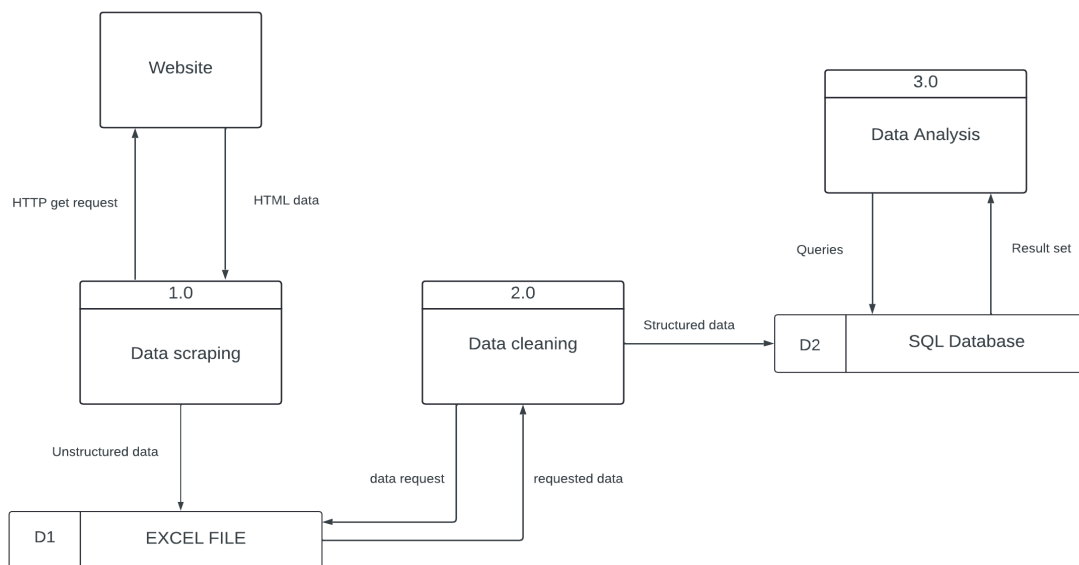 Website
3.0
Data Analysis
HTTP get request
HTML data
Queries
Result set
1.0
Data scraping
2.0
Data cleaning
Structured data
D2
SQL Database
Unstructured data
data request
requested data
D1
EXCEL FILE